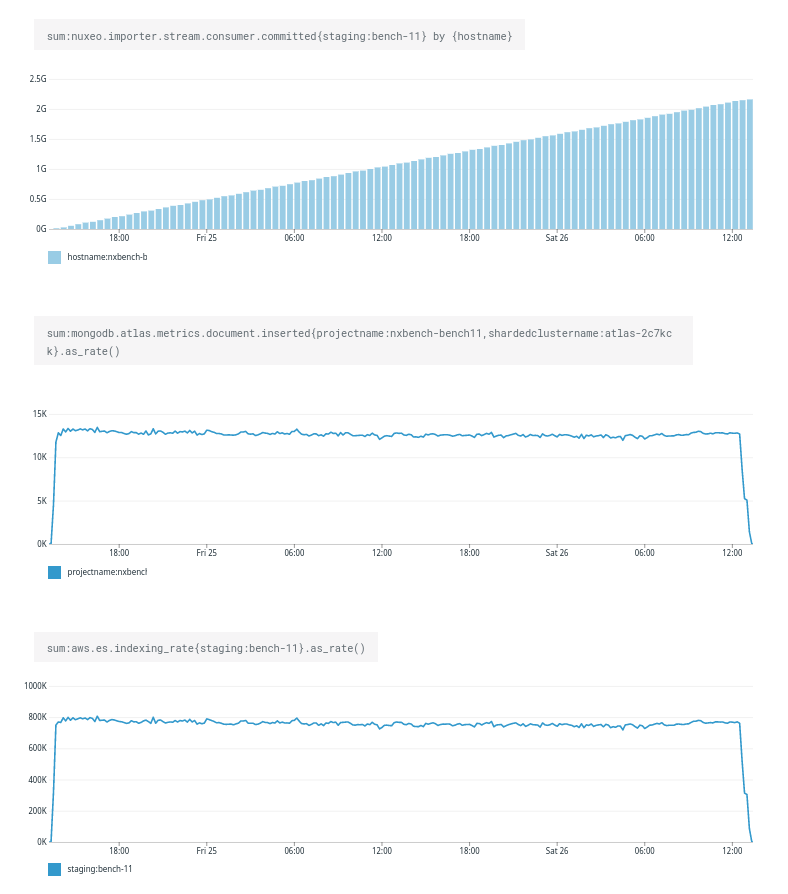 sum:nuxeo.importer.stream.consumer.committed{staging:bench-11} by {hostname}
2.5G
2G
1.5G
1G
0.5G
0G
18:00 Fri 25 06:00 12:00 18:00 Sat 26 06:00 12:00
hostname:nxbench-b
sum:mongodb.atlas.metrics.document.inserted{projectname:nxbench-bench11,shardedclustername:atlas-2c7kc
k}.as_rate()
15K
10K
5K
0K
18:00 Fri 25 06:00 12:00 18:00 Sat 26 06:00 12:00
projectname:nxbencl
sum:aws.es.indexing_rate{staging:bench-11}.as_rate()
1000K
800K
600K
400K
200K
0K
18:00 Fri 25 06:00 12:00 18:00 Sat 26 06:00 12:00
staging:bench-11